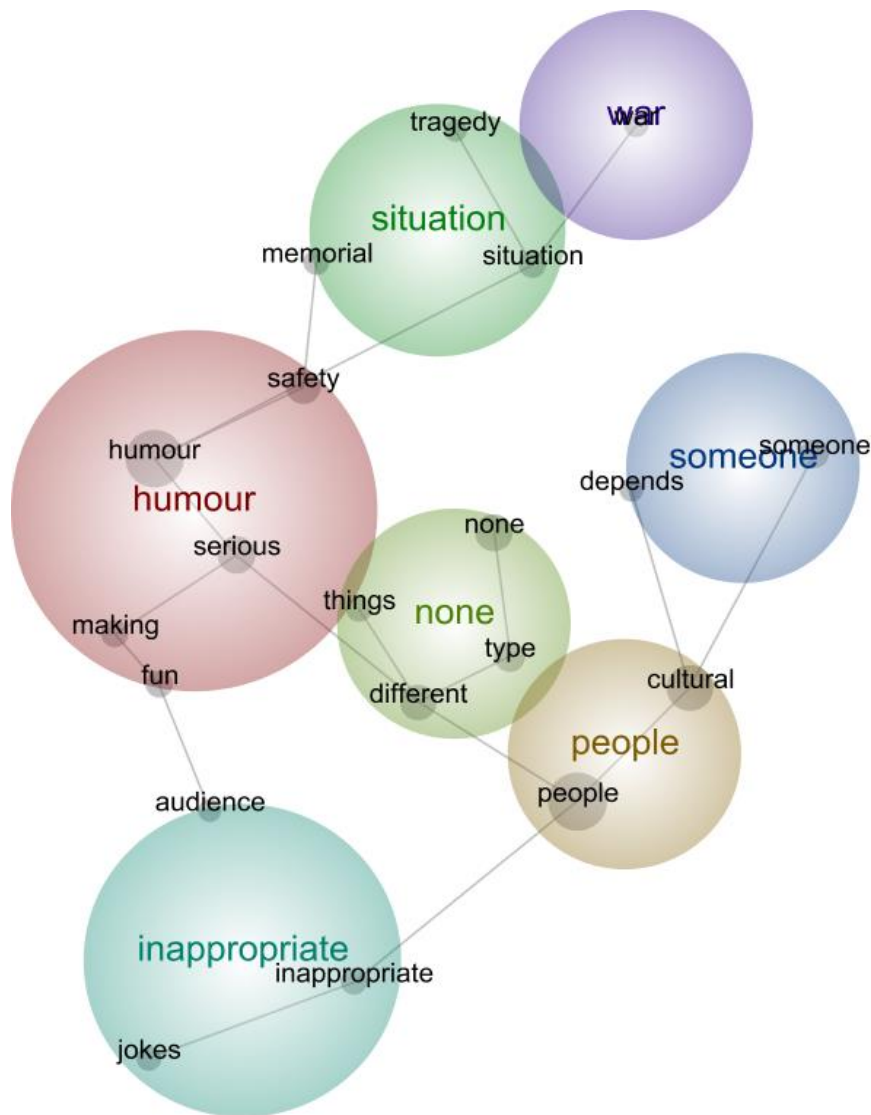 war
war
tragedy
situation
memorial
situation
safety
humour
someone
someone
depends
humour
none
serious
things
none
making
type
fun
cultural
different
people
people
audience
inappropriate
inappropriate
jokes